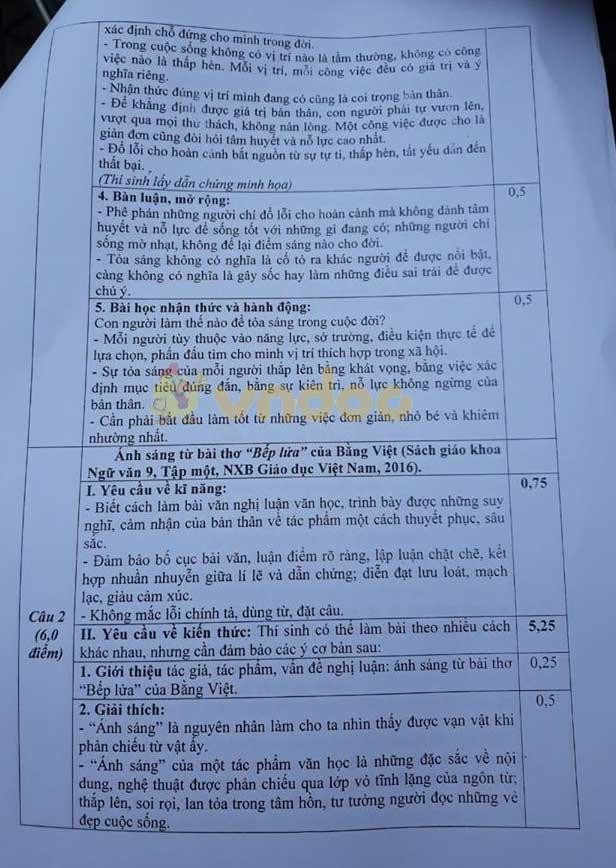 xác định chỗ đứng cho mình trong đời.
- Trong cuộc sống không có vị trí nào là tầm thường, không có công
việc nào là thấp hèn. Mỗi vị trí, mỗi công việc đều có giá trị và ý
nghĩa riêng.
- Nhận thức đúng vị trí mình đang có cũng là coi trọng bản thân.
- Để khẳng định được giá trị bản thân, con người phải tự vươn lên,
vượt qua mọi thử thách, không nản lòng. Một công việc được cho là
giản đơn cũng đòi hỏi tâm huyết và nỗ lực cao nhất.
- Đổ lỗi cho hoàn cảnh bắt nguồn từ sự tự ti, thấp hèn, tất yếu dẫn đến
thất bại.
(Thí sinh lấy dẫn chứng minh họa)
4. Bàn luận, mở rộng: 0,5
- Phê phán những người chỉ đổ lỗi cho hoàn cảnh mà không dành tâm
huyết và nỗ lực để sống tốt với những gì đang có; những người chỉ
sống mờ nhạt, không để lại điểm sáng nào cho đời.
- Tỏa sáng không có nghĩa là cố tỏ ra khác người để được nổi bật,
càng không có nghĩa là gây sốc hay làm những điều sai trái để được
chú ý.
5. Bài học nhận thức và hành động: 0,5
Con người làm thế nào để tỏa sáng trong cuộc đời?
- Mỗi người tùy thuộc vào năng lực, sở trường, điều kiện thực tế để
lựa chọn, phấn đấu tìm cho mình vị trí thích hợp trong xã hội.
- Sự tỏa sáng của mỗi người thắp lên bằng khát vọng, bằng việc xác
định mục tiêu đúng đắn, bằng sự kiên trì, nỗ lực không ngừng của
bản thân.
vndoc
- Cần phải bắt đầu làm tốt từ những việc đơn giản, nhỏ bé và khiêm
nhường nhất.
Ánh sáng từ bài thơ "Bếp lửa" của Bằng Việt (Sách giáo khoa
Ngữ văn 9, Tập một, NXB Giáo dục Việt Nam, 2016).
I. Yêu cầu về kĩ năng: 0,75
- Biết cách làm bài văn nghị luận văn học, trình bày được những suy
nghĩ, cảm nhận của bản thân về tác phẩm một cách thuyết phục, sâu
sắc.
- Đảm bảo bố cục bài văn, luận điểm rõ ràng, lập luận chặt chẽ, kết
hợp nhuần nhuyễn giữa lí lẽ và dẫn chứng; diễn đạt lưu loát, mạch
lạc, giàu cảm xúc.
Câu 2 - Không mắc lỗi chính tả, dùng từ, đặt câu.
(6,0 II. Yêu cầu về kiến thức: Thí sinh có thể làm bài theo nhiều cách 5,25
điểm) khác nhau, nhưng cần đảm bảo các ý cơ bản sau:
1. Giới thiệu tác giả, tác phẩm, vấn đề nghị luận: ánh sáng từ bài thơ 0,25
"Bếp lửa" của Bằng Việt.
2. Giải thích: 0,5
- "Ánh sáng" là nguyên nhân làm cho ta nhìn thấy được vạn vật khi
phản chiếu từ vật ấy.
- "Ánh sáng" của một tác phẩm văn học là những đặc sắc về nội
dung, nghệ thuật được phản chiếu qua lớp vỏ tĩnh lặng của ngôn từ;
thắp lên, soi rọi, lan tỏa trong tâm hồn, tư tưởng người đọc những vẻ
đẹp cuộc sống.